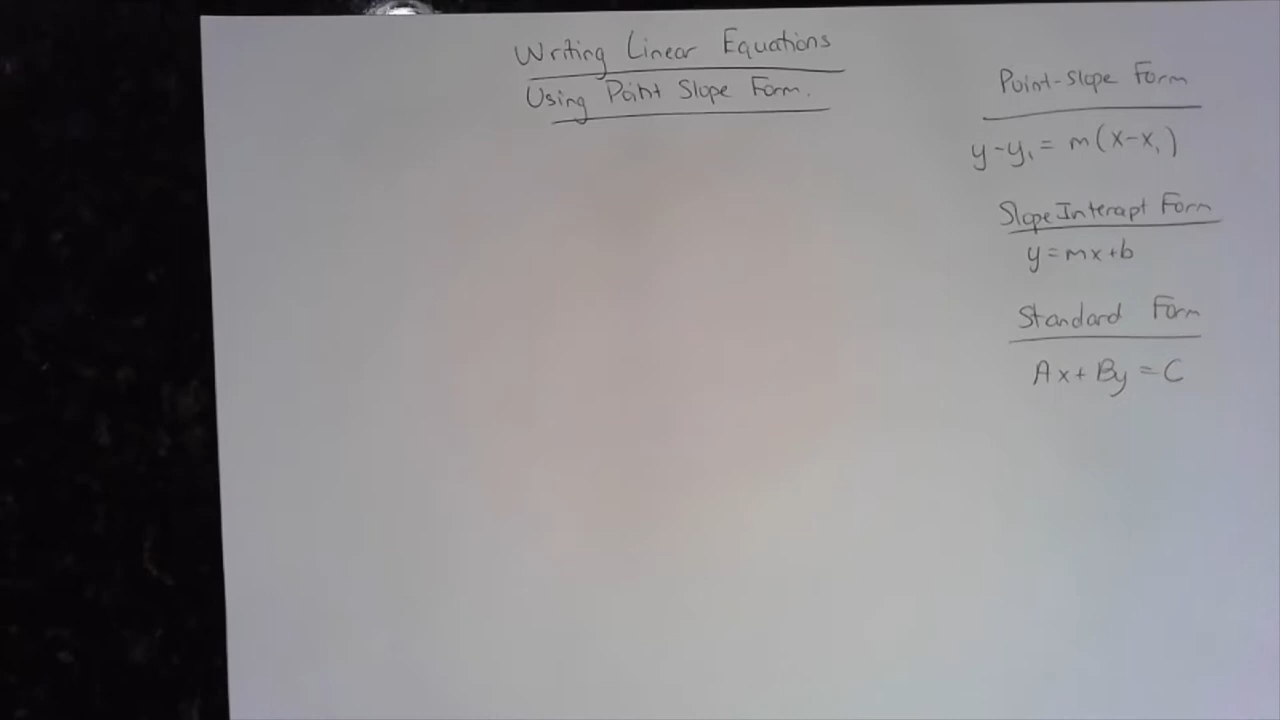 Writing Linear Equations
Using Point Slope Form.
Point-Slope Form
y-y₁ = m(x-x₁)
Slope Intercept Form
y=mx+b
Standard Form
Ax+By=C